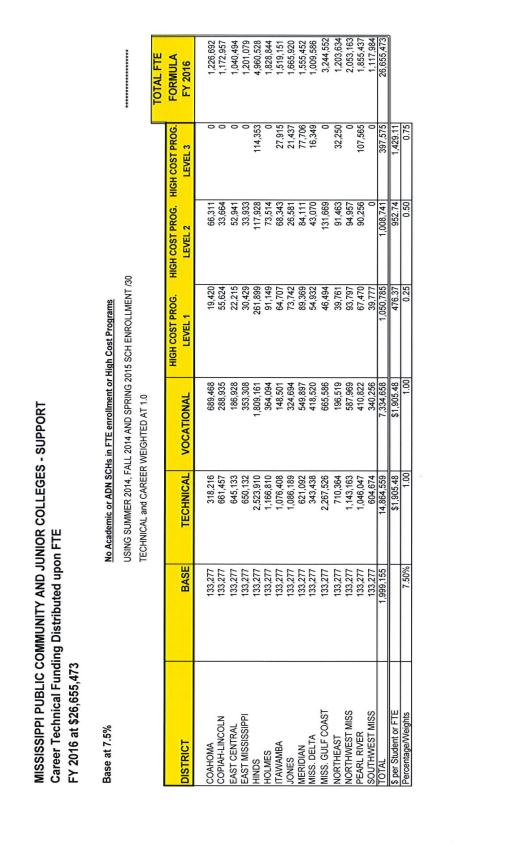 MISSISSIPPI PUBLIC COMMUNITY AND JUNIOR COLLEGES - SUPPORT
Career Technical Funding Distributed upon FTE
FY 2016 at $26,655,473
Base at 7.5%
No Academic or ADN SCHs in FTE enrollment or High Cost Programs
USING SUMMER 2014, FALL 2014 AND SPRING 2015 SCH ENROLLMENT /30
TECHNICAL and CAREER WEIGHTED AT 1.0
********************
TOTAL FTE
HIGH COST PROG. HIGH COST PROG. HIGH COST PROG. FORMULA
DISTRICT BASE TECHNICAL VOCATIONAL LEVEL 1 LEVEL 2 LEVEL 3 FY 2016
COAHOMA 133,277 318,216 689,468 19,420 66,311 0 1,226,692
COPIAH-LINCOLN 133,277 661,457 288,935 55,624 33,664 0 1,172,957
EAST CENTRAL 133,277 645,133 186,928 22,215 52,941 0 1,040,494
EAST MISSISSIPPI 133,277 650,132 353,308 30,429 33,933 0 1,201,079
HINDS 133,277 2,523,910 1,809,161 261,899 117,928 114,353 4,960,528
HOLMES 133,277 1,166,810 364,094 91,149 73,514 0 1,828,844
ITAWAMBA 133,277 1,076,408 148,501 64,707 68,343 27,915 1,519,151
JONES 133,277 1,086,189 324,694 73,742 26,581 21,437 1,665,920
MERIDIAN 133,277 621,092 549,897 89,369 84,111 77,706 1,555,452
MISS. DELTA 133,277 343,438 418,520 54,932 43,070 16,349 1,009,586
MISS. GULF COAST 133,277 2,267,526 665,586 46,494 131,669 0 3,244,552
NORTHEAST 133,277 710,364 196,519 39,761 91,463 32,250 1,203,634
NORTHWEST MISS 133,277 1,143,163 587,969 93,797 94,957 0 2,053,163
PEARL RIVER 133,277 1,046,047 410,822 67,470 90,256 107,565 1,855,437
SOUTHWEST MISS 133,277 604,674 340,256 39,777 0 0 1,117,984
TOTAL 1,999,155 14,864,559 7,334,658 1,050,785 1,008,741 397,575 26,655,473
$ per Student or FTE $1,905.48 $1,905.48 476.37 952.74 1,429.11
Percentage/Weights 7.50% 1.00 1.00 0.25 0.50 0.75